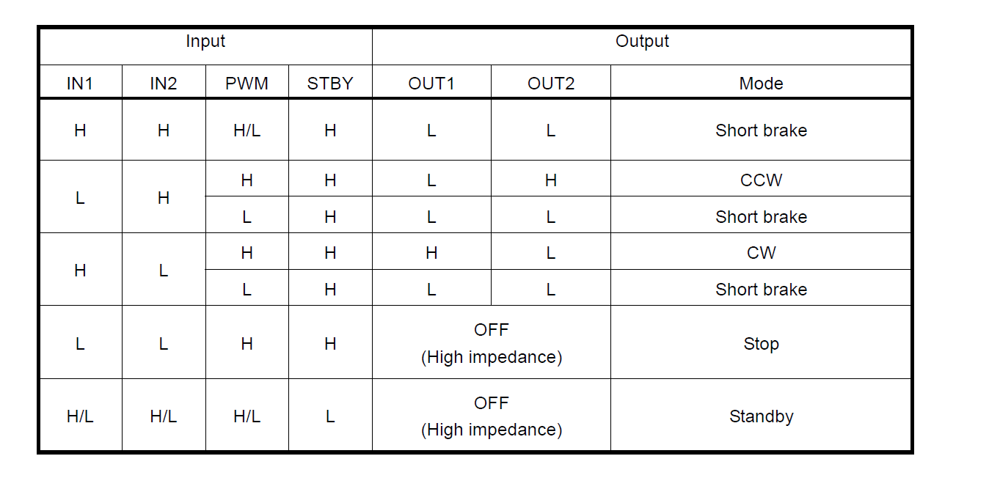 Input Output
IN1 IN2 PWM STBY OUT1 OUT2 Mode
H H H/L H L L Short brake
L H H H L H CCW
L H L L Short brake
H L H H H L CW
L H L L Short brake
L L H H OFF
(High impedance) Stop
H/L H/L H/L L OFF
(High impedance) Standby